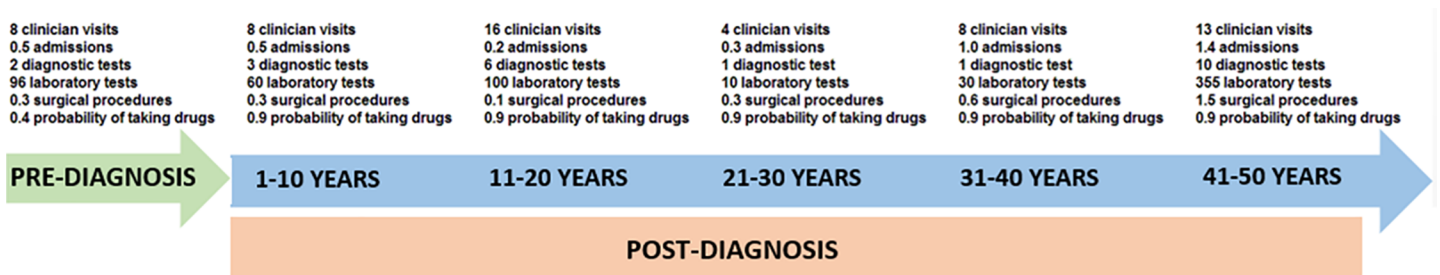 8 clinician visits
0.5 admissions
2 diagnostic tests
96 laboratory tests
0.3 surgical procedures
0.4 probability of taking drugs
8 clinician visits
0.5 admissions
3 diagnostic tests
60 laboratory tests
0.3 surgical procedures
0.9 probability of taking drugs
16 clinician visits
0.2 admissions
6 diagnostic tests
100 laboratory tests
0.1 surgical procedures
0.9 probability of taking drugs
4 clinician visits
0.3 admissions
1 diagnostic test
10 laboratory tests
0.3 surgical procedures
0.9 probability of taking drugs
8 clinician visits
1.0 admissions
1 diagnostic test
30 laboratory tests
0.6 surgical procedures
0.9 probability of taking drugs
13 clinician visits
1.4 admissions
10 diagnostic tests
355 laboratory tests
1.5 surgical procedures
0.9 probability of taking drugs
PRE-DIAGNOSIS
1-10 YEARS
11-20 YEARS
21-30 YEARS
31-40 YEARS
41-50 YEARS
POST-DIAGNOSIS